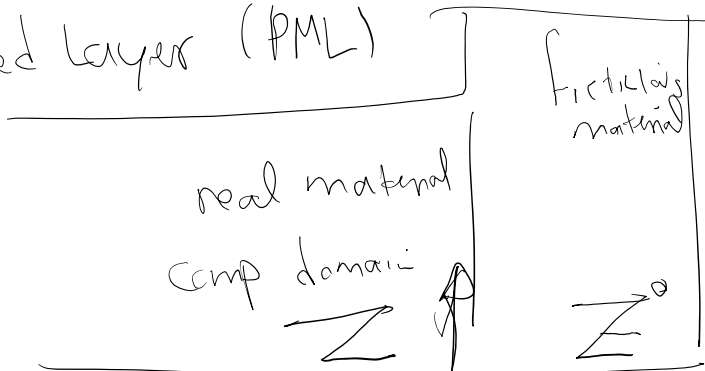 ed Layer (PML)
fictitious
material
real material
comp domain
Z
Z